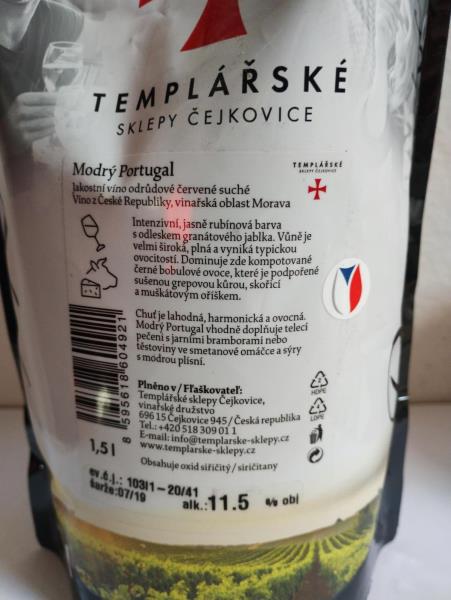 TEMPLÁŘSKÉ
SKLEPY ČEJKOVICE
Modrý Portugal
Jakostní víno odrůdové červené suché
Víno z České Republiky, vinařská oblast Morava
TEMPLÁŘSKÉ
SKLEPY ČEJKOVICE
Intenzivní, jasně rubínová barva
s odleskem granátového jablka. Vůně je
velmi široká, plná a vyniká typickou
ovocitostí. Dominuje zde kompotované
černé bobulové ovoce, které je podpořené
sušenou grepovou kůrou, skořicí
a muškátovým oříškem.
Chuť je lahodná, harmonická a ovocná.
Modrý Portugal vhodně doplňuje telecí
pečeni s jarními bramborami nebo
těstoviny ve smetanové omáčce a sýry
s modrou plísní.
8 595618 604921
Plněno v / Fľaškovateľ:
Templářské sklepy Čejkovice,
vinařské družstvo
696 15 Čejkovice 945 / Česká republika
Tel.: +420 518 309 011
E-mail: info@templarske-sklepy.cz
www.templarske-sklepy.cz
2
HDPE
4
LDPE
1,5 l
Obsahuje oxid siřičitý / siričitany
ev.č.j.: 103I1-20/41
šarže:07/19
alk.:11.5 % obj